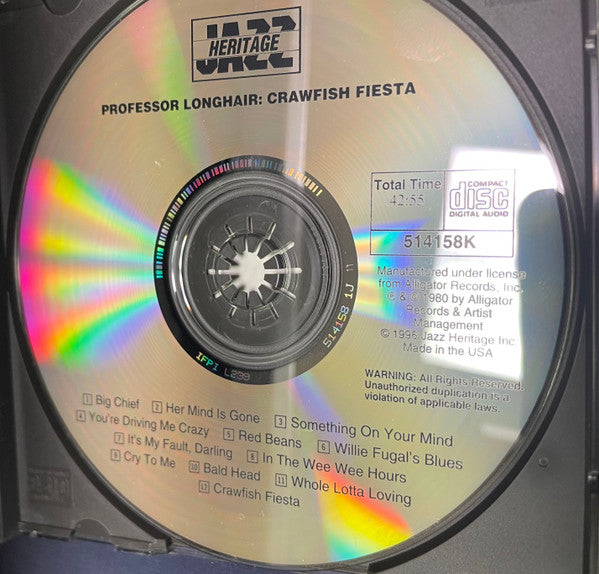 JAZZ
HERITAGE
PROFESSOR LONGHAIR: CRAWFISH FIESTA
Total Time
42:55
COMPACT
disc
DIGITAL AUDIO
514158K
Manufactured under license
from Alligator Records, Inc.
℗ & © 1980 by Alligator
Records & Artist
Management
© 1996 Jazz Heritage Inc.
Made in the USA
WARNING: All Rights Reserved.
Unauthorized duplication is a
violation of applicable laws.
514158 1J 11
IFPI L239
1 Big Chief 2 Her Mind Is Gone 3 Something On Your Mind
4 You're Driving Me Crazy 5 Red Beans 6 Willie Fugal's Blues
7 It's My Fault, Darling 8 In The Wee Wee Hours
9 Cry To Me 10 Bald Head 11 Whole Lotta Loving
12 Crawfish Fiesta